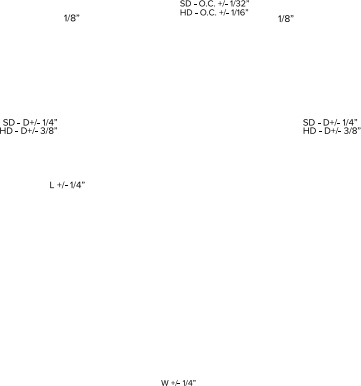 SD - O.C. +/- 1/32"
HD - O.C. +/- 1/16"
1/8"
1/8"
SD - D+/- 1/4"
HD - D+/- 3/8"
SD - D+/- 1/4"
HD - D+/- 3/8"
L +/- 1/4"
W +/- 1/4"